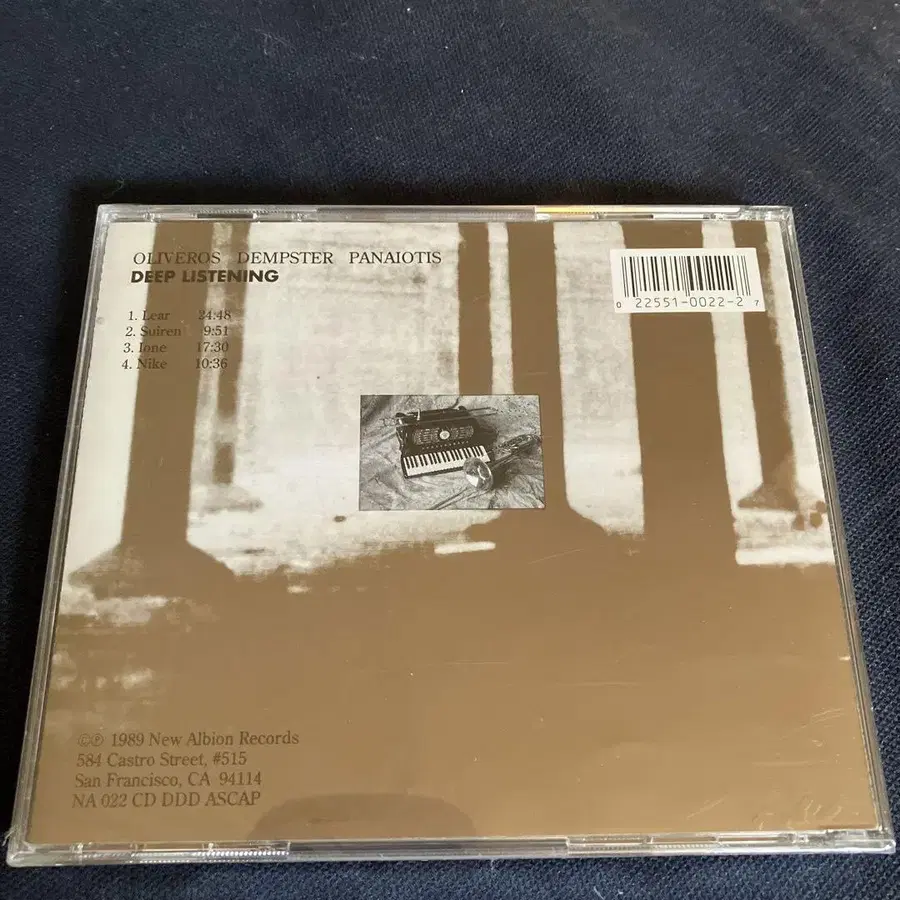 OLIVEROS DEMPSTER PANAIOTIS
DEEP LISTENING
1. Lear 24:48
2. Suiren 9:51
3. Ione 17:30
4. Nike 10:36
0 22551-0022-2 7
©℗ 1989 New Albion Records
584 Castro Street, #515
San Francisco, CA 94114
NA 022 CD DDD ASCAP